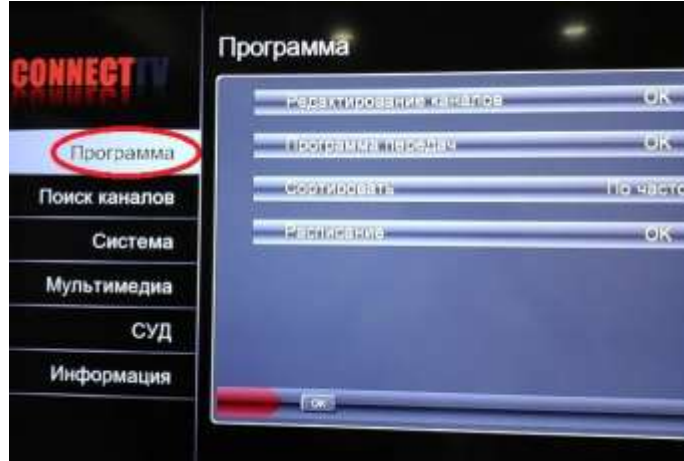 CONNECT TV
Программа
Поиск каналов
Система
Мультимедиа
СУД
Информация
Программа
Редактирование каналов OK
Программа передач OK
Сортировать По часто
Расписание OK
OK